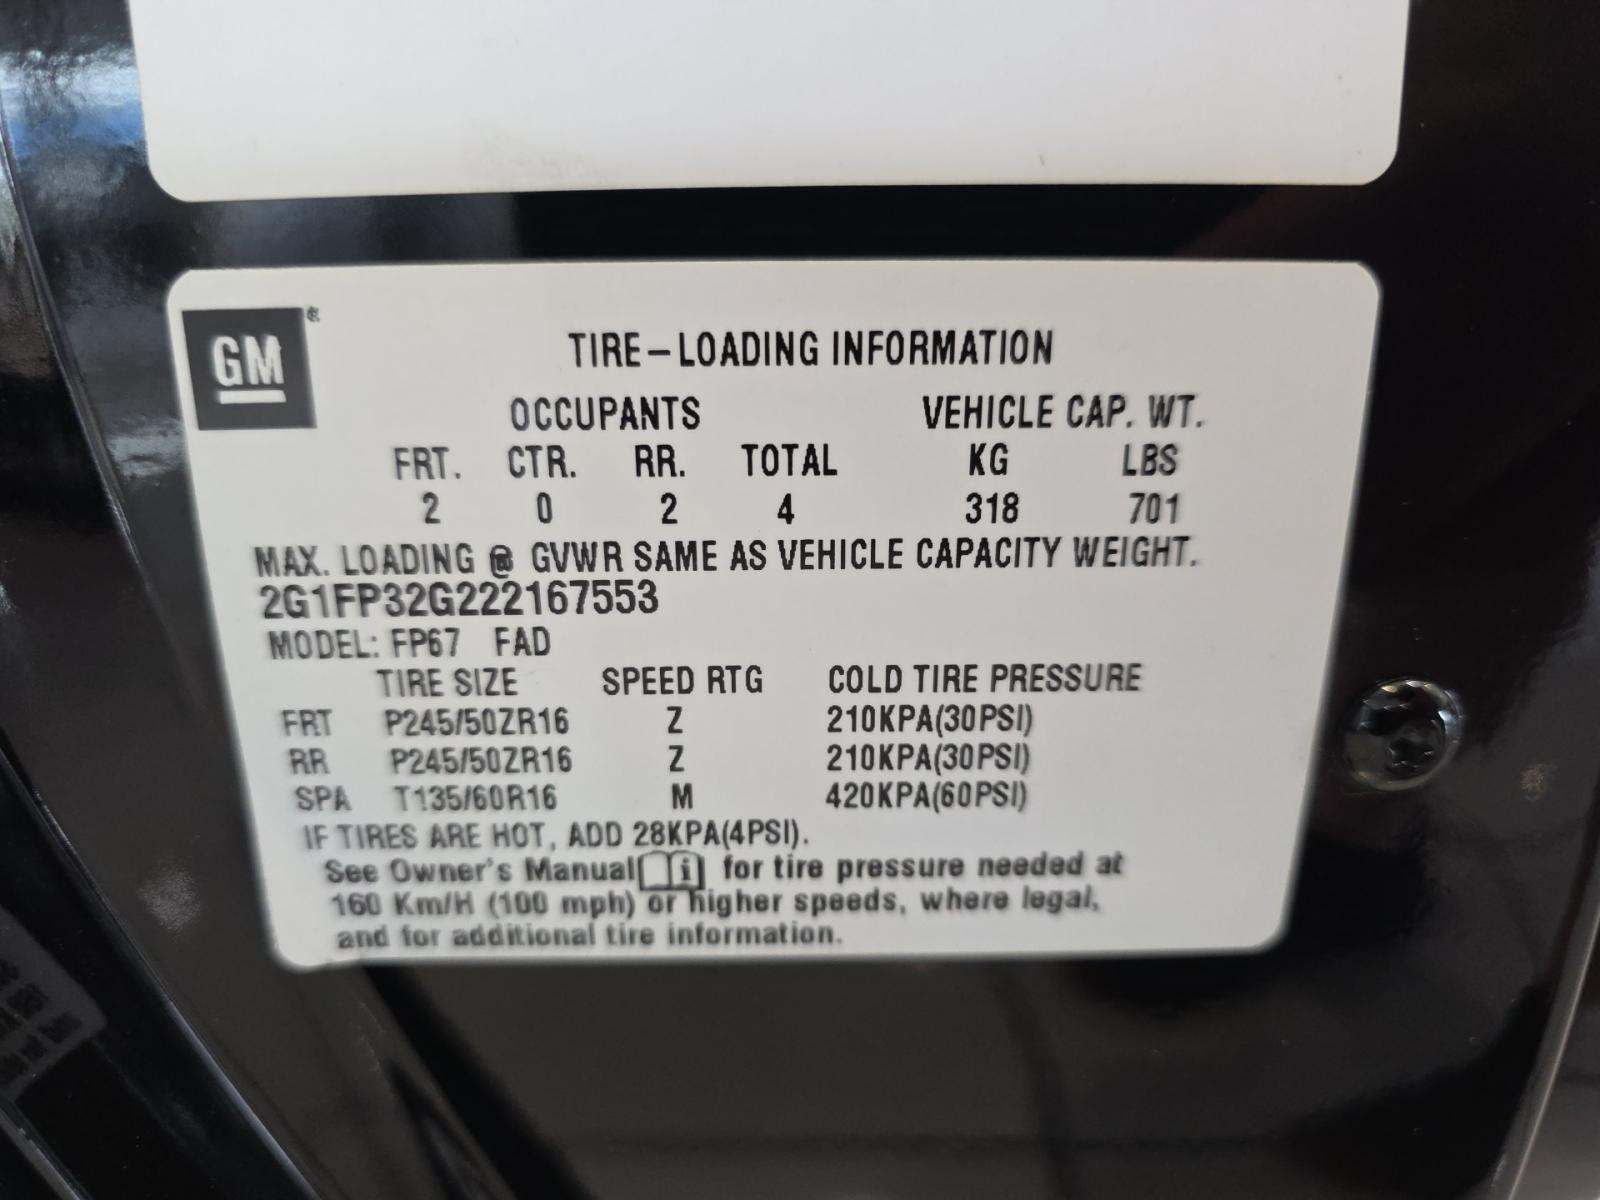 GM®
TIRE–LOADING INFORMATION
OCCUPANTS VEHICLE CAP. WT.
FRT. CTR. RR. TOTAL KG LBS
2 0 2 4 318 701
MAX. LOADING @ GVWR SAME AS VEHICLE CAPACITY WEIGHT.
2G1FP32G222167553
MODEL: FP67 FAD
TIRE SIZE SPEED RTG COLD TIRE PRESSURE
FRT P245/50ZR16 Z 210KPA(30PSI)
RR P245/50ZR16 Z 210KPA(30PSI)
SPA T135/60R16 M 420KPA(60PSI)
IF TIRES ARE HOT, ADD 28KPA(4PSI).
See Owner's Manual i for tire pressure needed at
160 Km/H (100 mph) or higher speeds, where legal,
and for additional tire information.